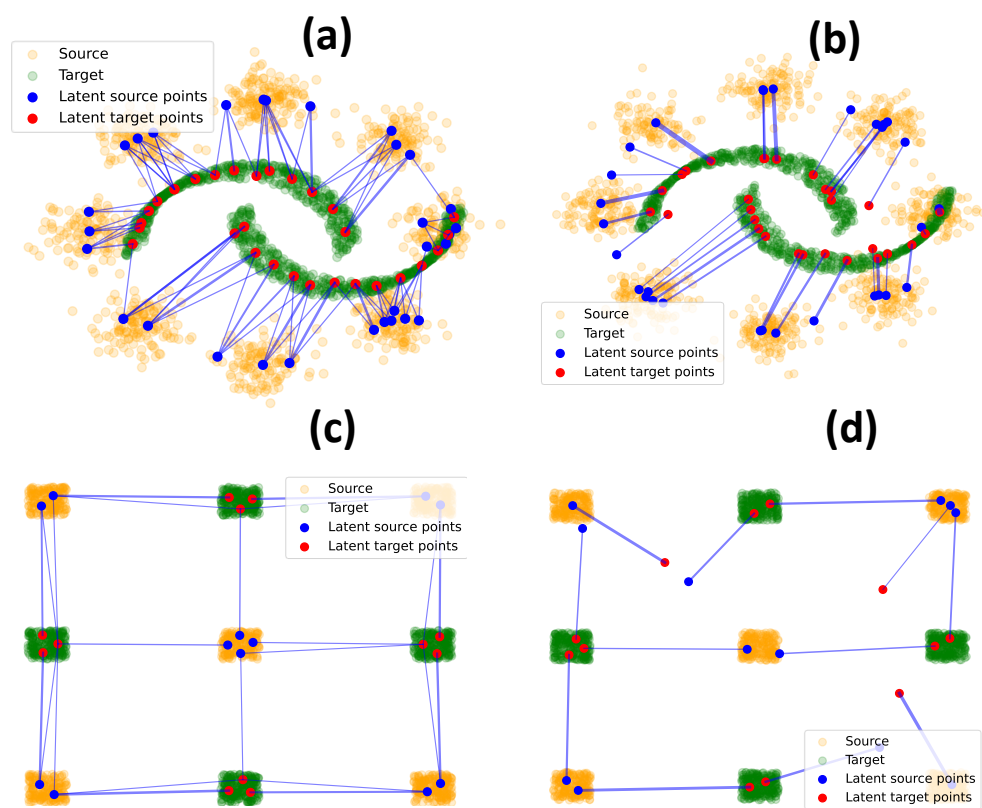 (a)
Source
Target
Latent source points
Latent target points
(b)
Source
Target
Latent source points
Latent target points
(c)
Source
Target
Latent source points
Latent target points
(d)
Source
Target
Latent source points
Latent target points